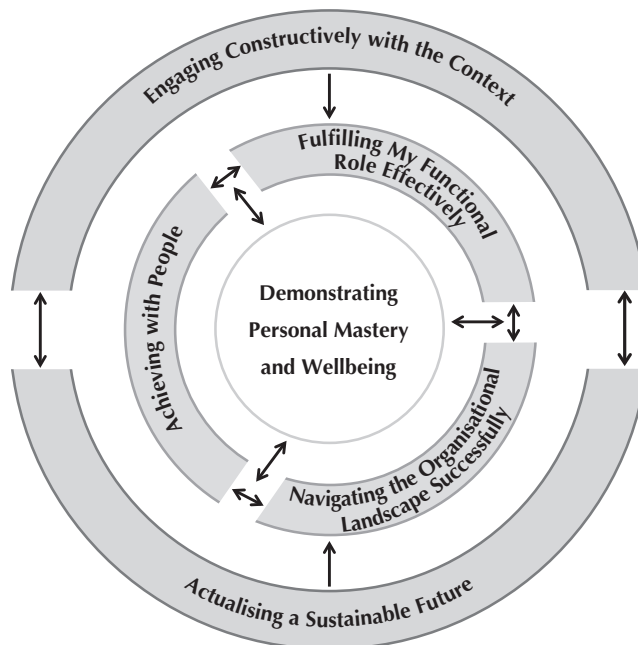 Engaging Constructively with the Context
Fulfilling My Functional
Role Effectively
Achieving with People
Demonstrating
Personal Mastery
and Wellbeing
Navigating the Organisational
Landscape Successfully
Actualising a Sustainable Future